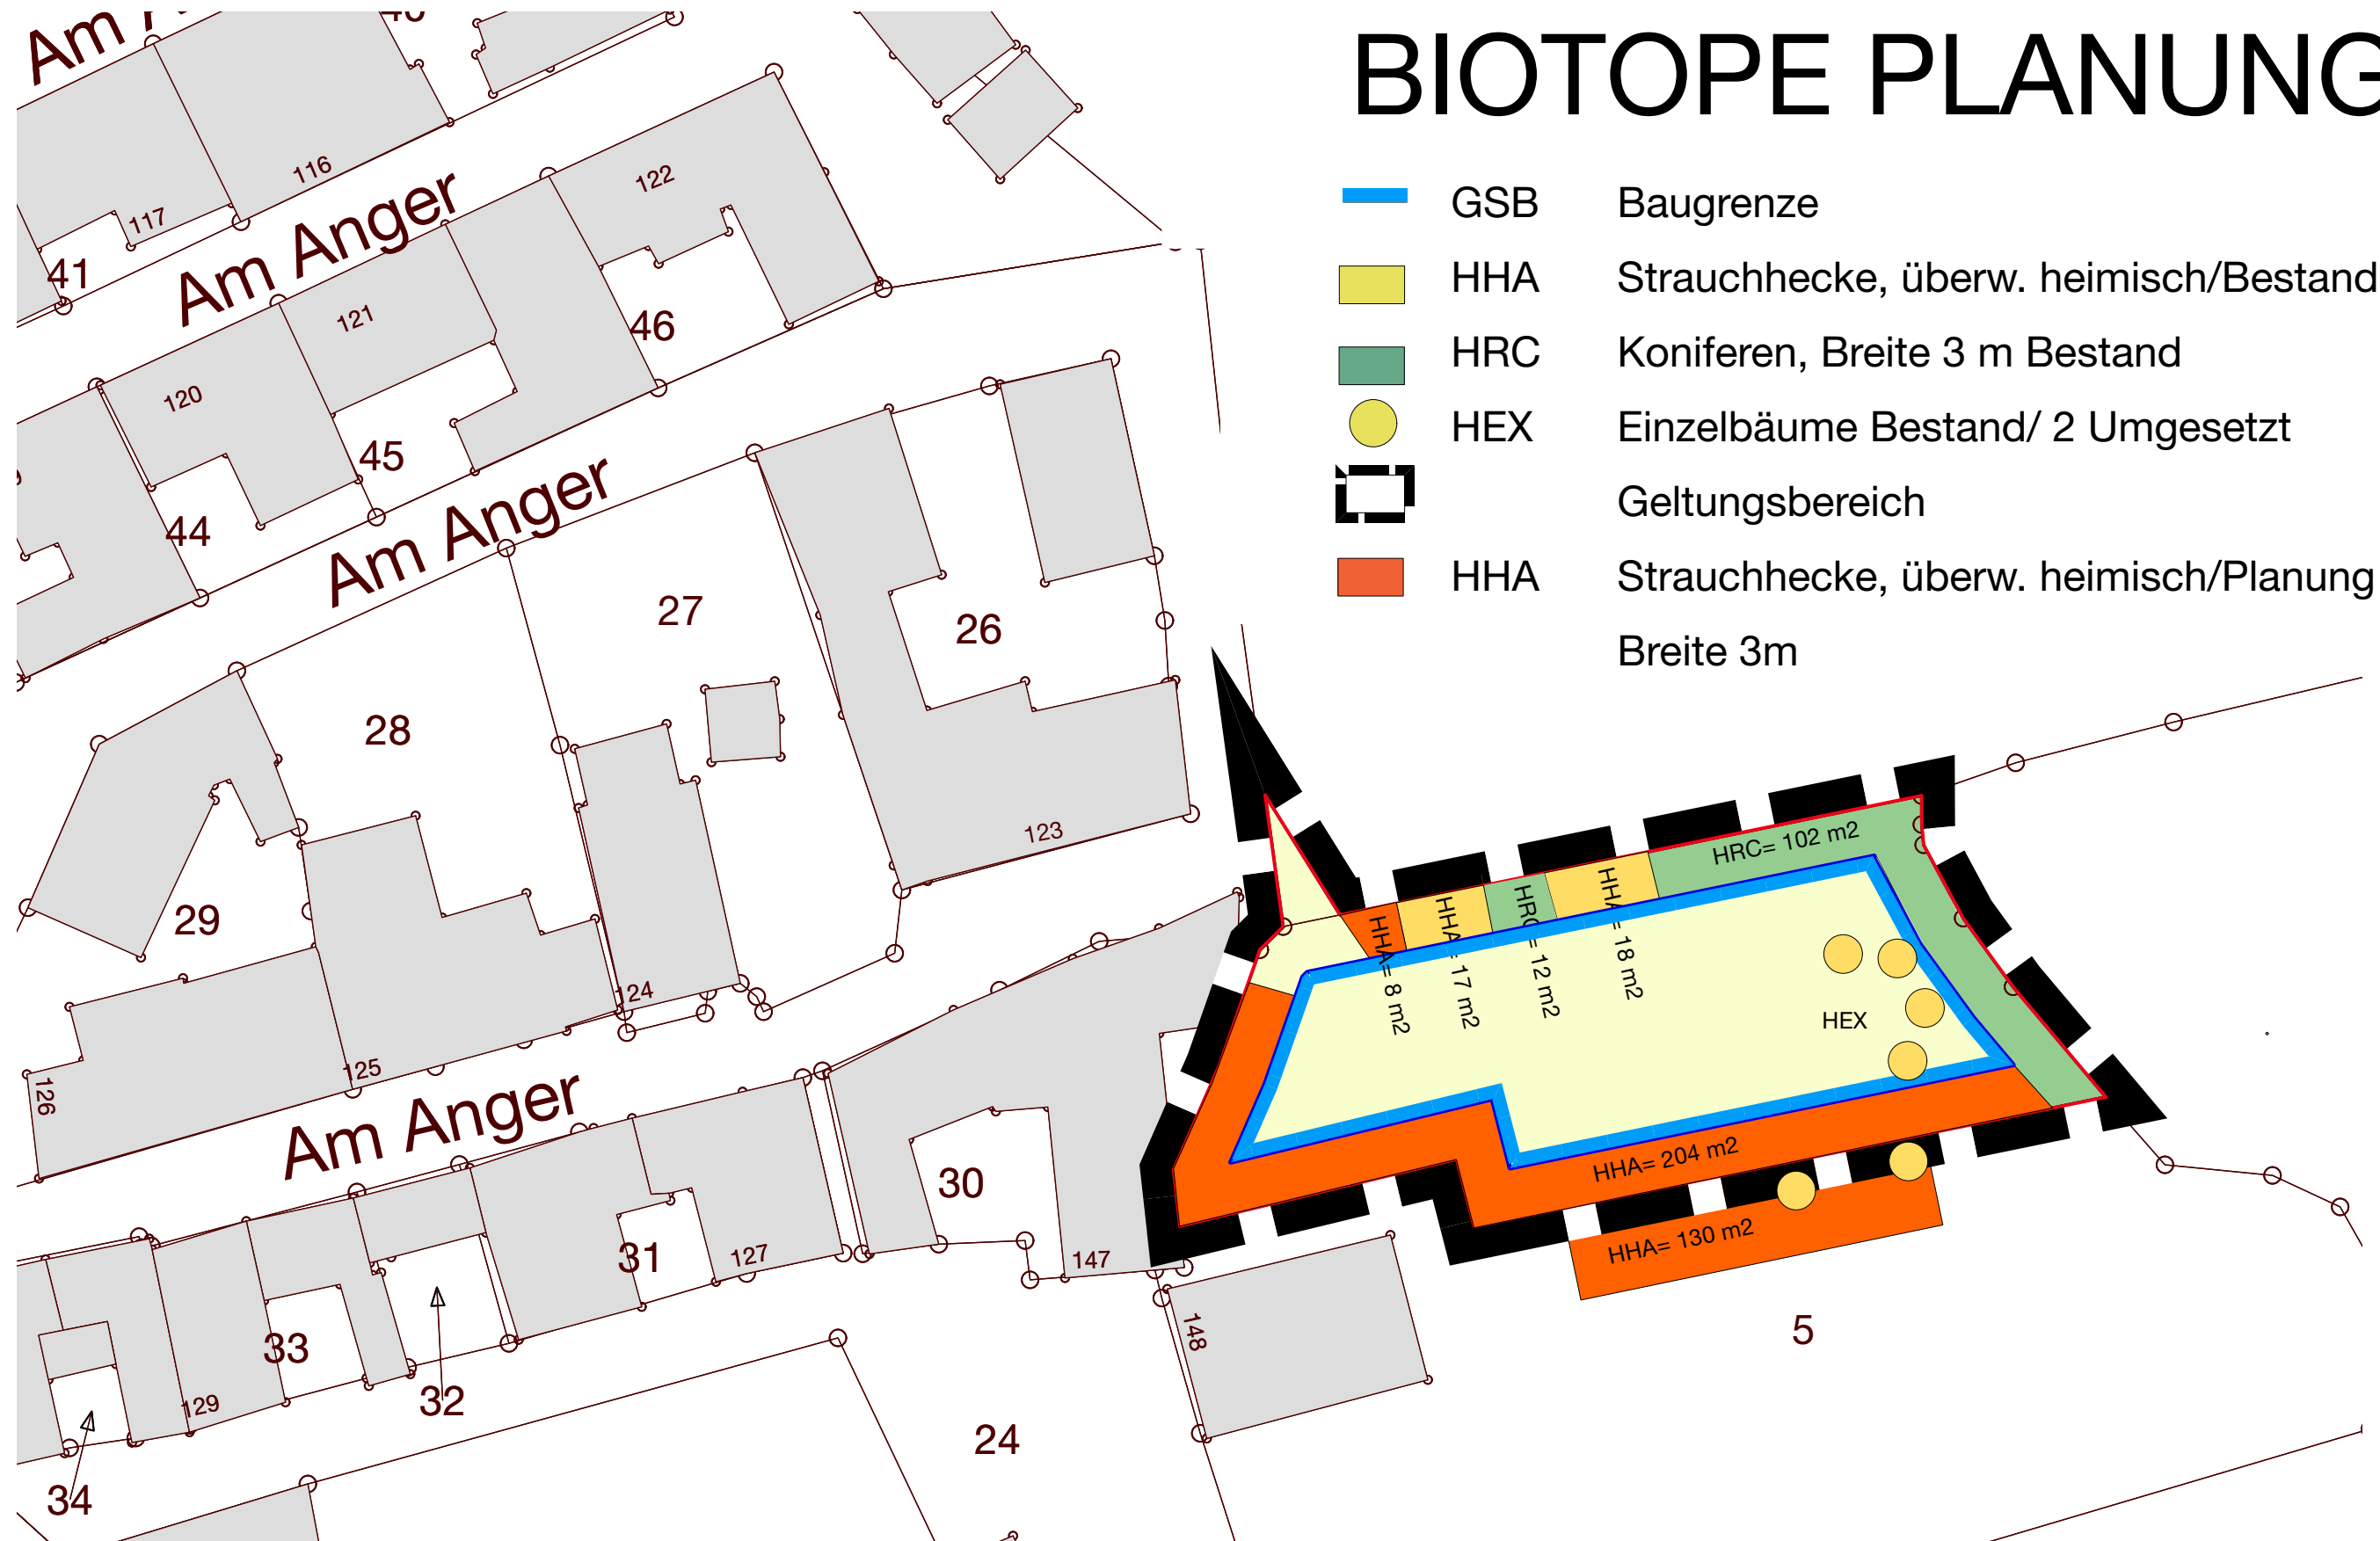 BIOTOPE PLANUNG
GSB Baugrenze
HHA Strauchhecke, überw. heimisch/Bestand
HRC Koniferen, Breite 3 m Bestand
HEX Einzelbäume Bestand/ 2 Umgesetzt
Geltungsbereich
HHA Strauchhecke, überw. heimisch/Planung
Breite 3m
Am
116
117
41
Am Anger
122
121
46
120
45
44
Am Anger
27
26
28
123
29
124
125
126
Am Anger
30
31
127
147
148
33
32
129
34
24
5
HRC= 102 m2
HHA= 8 m2
HHA= 17 m2
HRC= 12 m2
HHA= 18 m2
HEX
HHA= 204 m2
HHA= 130 m2